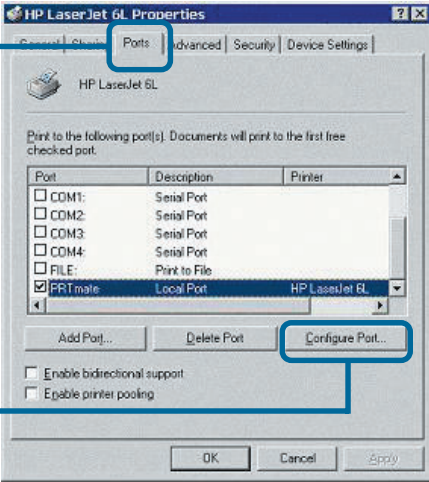 HP LaserJet 6L Properties
General Sharing Ports Advanced Security Device Settings
HP LaserJet 6L
Print to the following port(s). Documents will print to the first free
checked port.
Port Description Printer
COM1: Serial Port
COM2: Serial Port
COM3: Serial Port
COM4: Serial Port
FILE: Print to File
PRTmate: Local Port HP LaserJet 6L
Add Port... Delete Port Configure Port...
Enable bidirectional support
Enable printer pooling
OK Cancel Apply